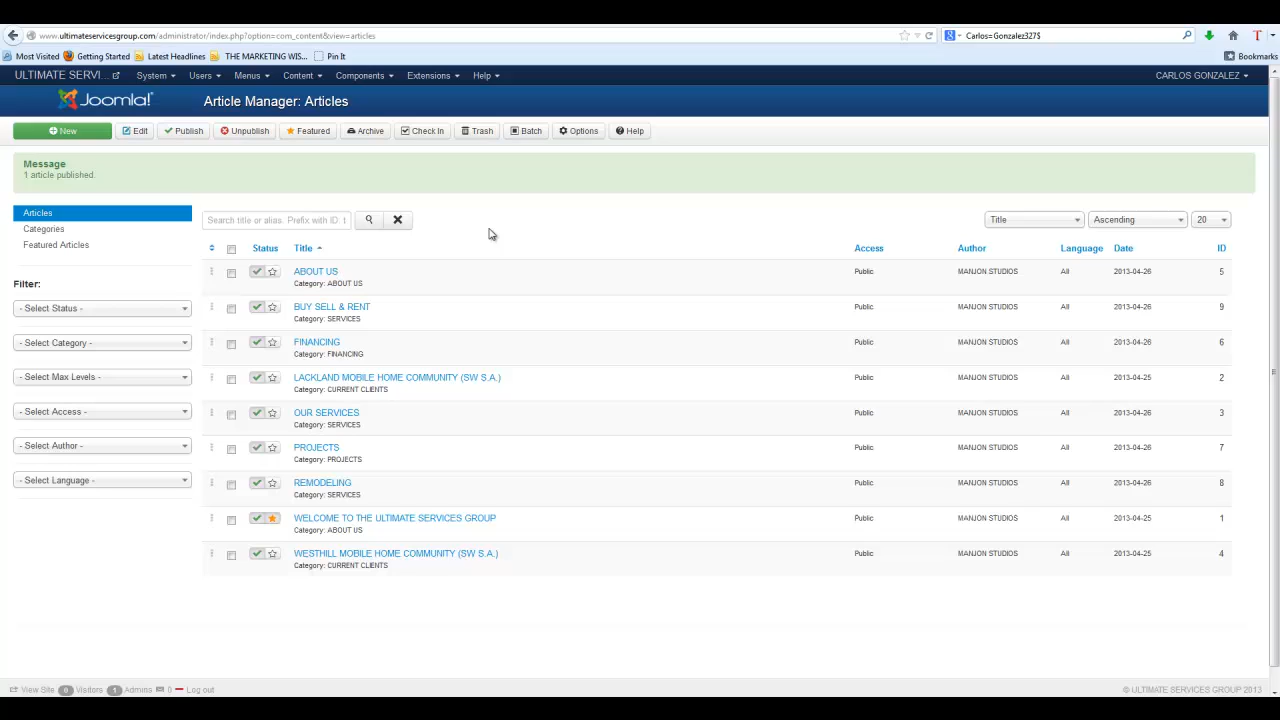 www.ultimateservicesgroup.com/administrator/index.php?option=com_content&view=articles
Carlos=Gonzalez327$
Most Visited Getting Started Latest Headlines THE MARKETING WIS... Pin It Bookmarks
ULTIMATE SERVI... System Users Menus Content Components Extensions Help CARLOS GONZALEZ
Joomla! Article Manager: Articles
New Edit Publish Unpublish Featured Archive Check In Trash Batch Options Help
Message
1 article published.
Articles
Categories
Featured Articles
Filter:
- Select Status -
- Select Category -
- Select Max Levels -
- Select Access -
- Select Author -
- Select Language -
Search title or alias. Prefix with ID: Title Ascending 20
Status Title Access Author Language Date ID
ABOUT US Public MANJON STUDIOS All 2013-04-26 5
Category: ABOUT US
BUY SELL & RENT Public MANJON STUDIOS All 2013-04-26 9
Category: SERVICES
FINANCING Public MANJON STUDIOS All 2013-04-26 6
Category: FINANCING
LACKLAND MOBILE HOME COMMUNITY (SW S.A.) Public MANJON STUDIOS All 2013-04-25 2
Category: CURRENT CLIENTS
OUR SERVICES Public MANJON STUDIOS All 2013-04-26 3
Category: SERVICES
PROJECTS Public MANJON STUDIOS All 2013-04-26 7
Category: PROJECTS
REMODELING Public MANJON STUDIOS All 2013-04-26 8
Category: SERVICES
WELCOME TO THE ULTIMATE SERVICES GROUP Public MANJON STUDIOS All 2013-04-25 1
Category: ABOUT US
WESTHILL MOBILE HOME COMMUNITY (SW S.A.) Public MANJON STUDIOS All 2013-04-25 4
Category: CURRENT CLIENTS
View Site 0 Visitors 1 Admins 0 Log out © ULTIMATE SERVICES GROUP 2013